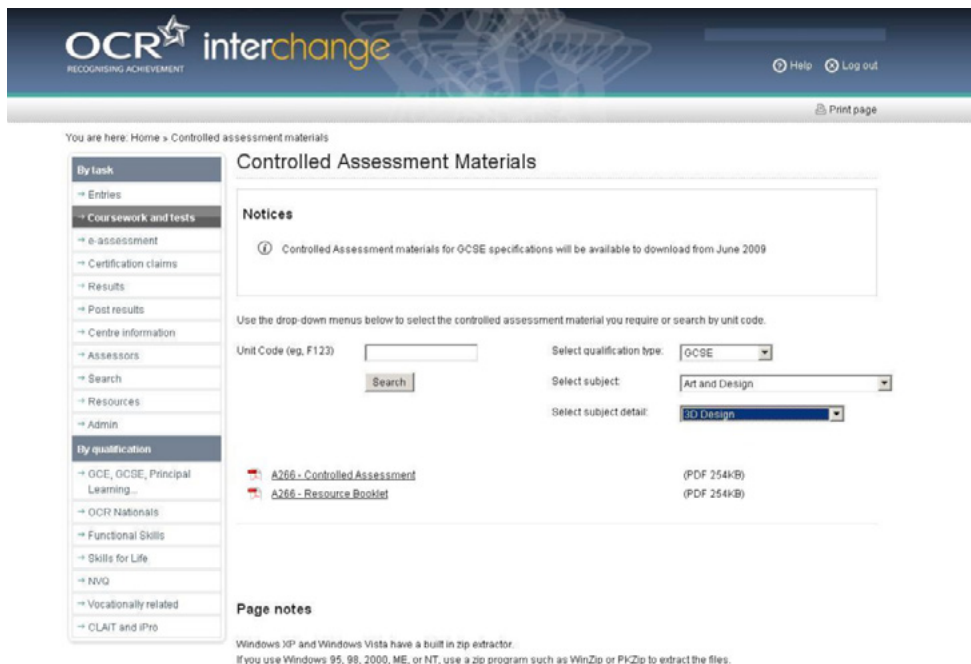 OCR interchange
RECOGNISING ACHIEVEMENT
Help Log out
Print page
You are here: Home > Controlled assessment materials
By task
Entries
Coursework and tests
e-assessment
Certification claims
Results
Post results
Centre information
Assessors
Search
Resources
Admin
By qualification
GCE, GCSE, Principal
Learning...
OCR Nationals
Functional Skills
Skills for Life
NVQ
Vocationally related
CLAiT and iPro
Controlled Assessment Materials
Notices
Controlled Assessment materials for GCSE specifications will be available to download from June 2009
Use the drop-down menus below to select the controlled assessment material you require or search by unit code.
Unit Code (eg, F123)
Search
Select qualification type: GCSE
Select subject: Art and Design
Select subject detail: 3D Design
A266 - Controlled Assessment (PDF 254kB)
A266 - Resource Booklet (PDF 254kB)
Page notes
Windows XP and Windows Vista have a built in zip extractor.
If you use Windows 95, 98, 2000, ME, or NT, use a zip program such as WinZip or PKZip to extract the files.